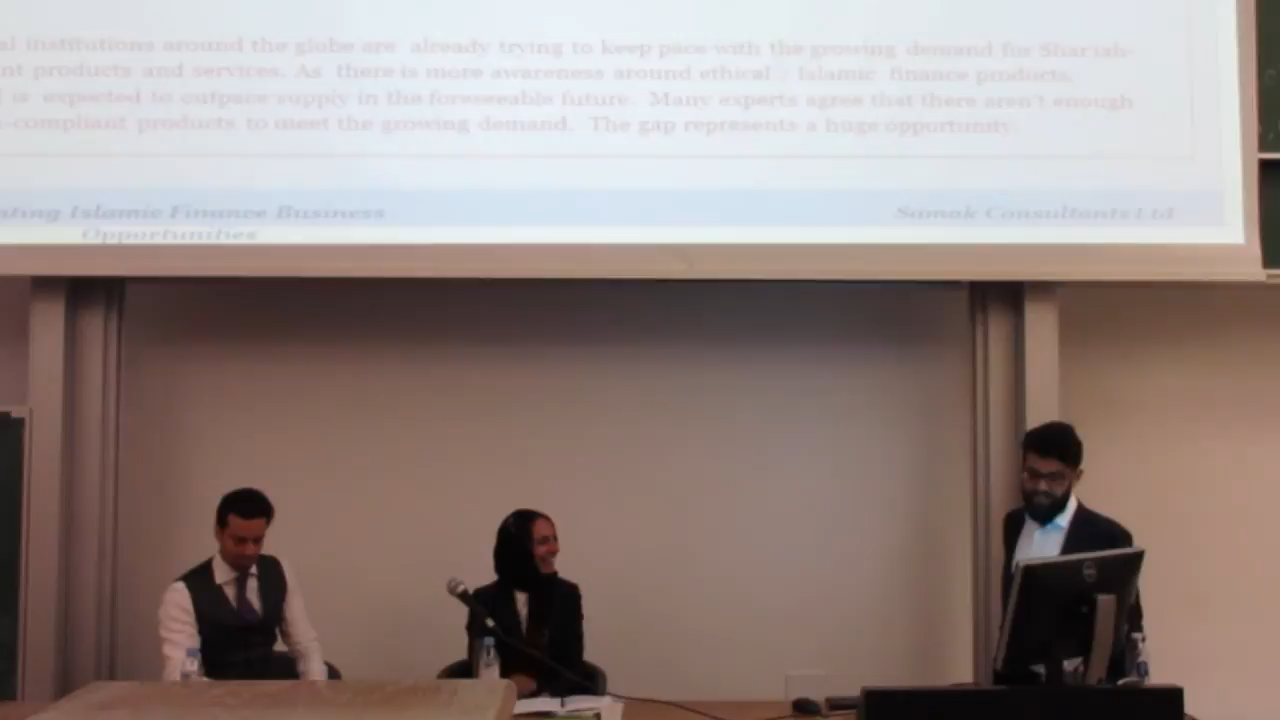 al institutions around the globe are already trying to keep pace with the growing demand for Shariah-
nt products and services. As there is more awareness around ethical - Islamic finance products,
l is expected to outpace supply in the foreseeable future. Many experts agree that there aren't enough
-compliant products to meet the growing demand. The gap represents a huge opportunity.
ating Islamic Finance Business
Opportunities
Samak Consultants Ltd